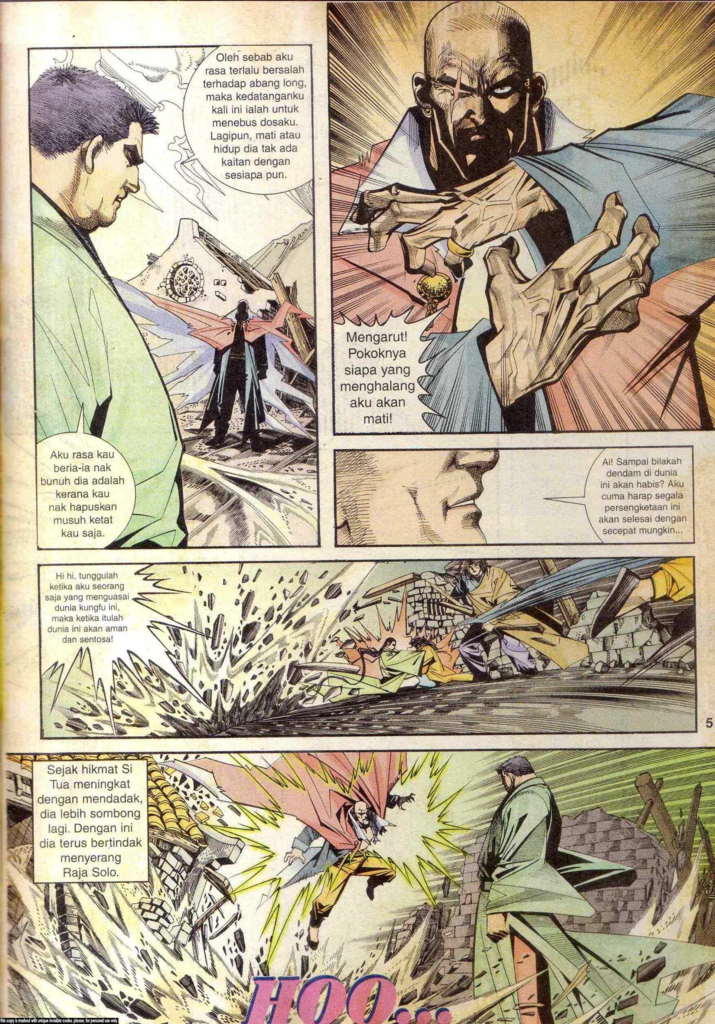 Oleh sebab aku
rasa terlalu bersalah
terhadap abang long,
maka kedatanganku
kali ini ialah untuk
menebus dosaku.
Lagipun, mati atau
hidup dia tak ada
kaitan dengan
sesiapa pun.
Mengarut!
Pokoknya
siapa yang
menghalang
aku akan
mati!
Aku rasa kau
beria-ia nak
bunuh dia adalah
kerana kau
nak hapuskan
musuh ketat
kau saja.
Ai! Sampai bilakah
dendam di dunia
ini akan habis? Aku
cuma harap segala
persengketaan ini
akan selesai dengan
secepat mungkin...
Hi hi, tunggulah
ketika aku seorang
saja yang menguasai
dunia kungfu ini,
maka ketika itulah
dunia ini akan aman
dan sentosa!
5
Sejak hikmat Si
Tua meningkat
dengan mendadak,
dia lebih sombong
lagi. Dengan ini
dia terus bertindak
menyerang
Raja Solo.
HOO...